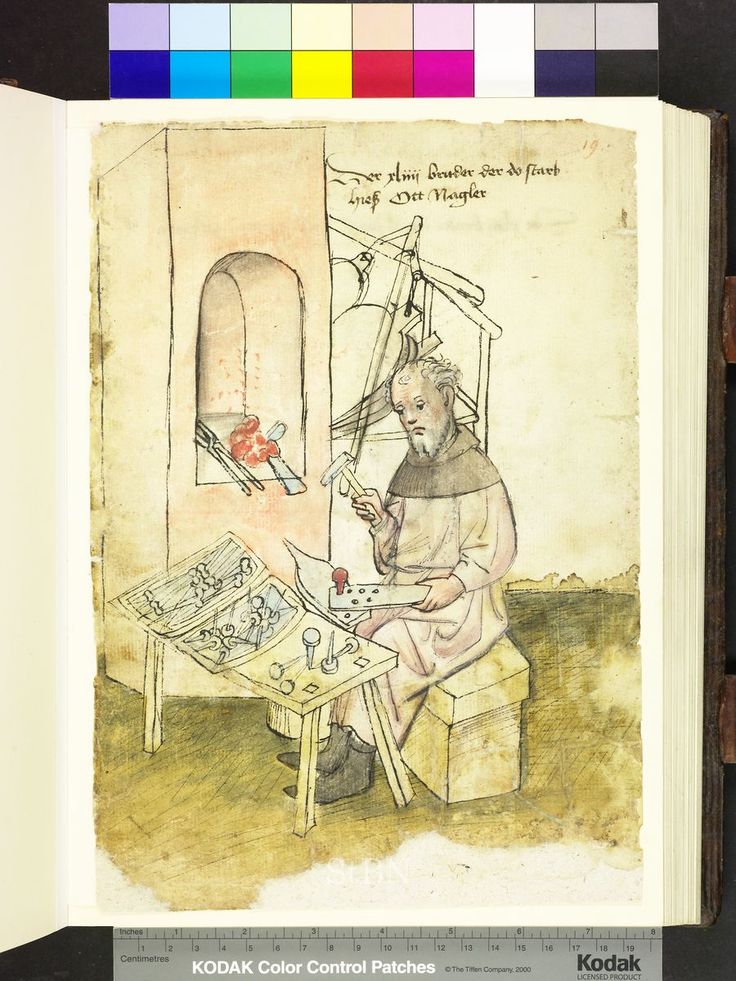 19.
Der xliiij bruder der do starb
hieß Ott Nagler
StBN
Inches 1 2 3 4 5 6 7 8
Centimetres 1 2 3 4 5 6 7 8 9 10 11 12 13 14 15 16 17 18 19
KODAK Color Control Patches © The Tiffen Company, 2000 Kodak
LICENSED PRODUCT